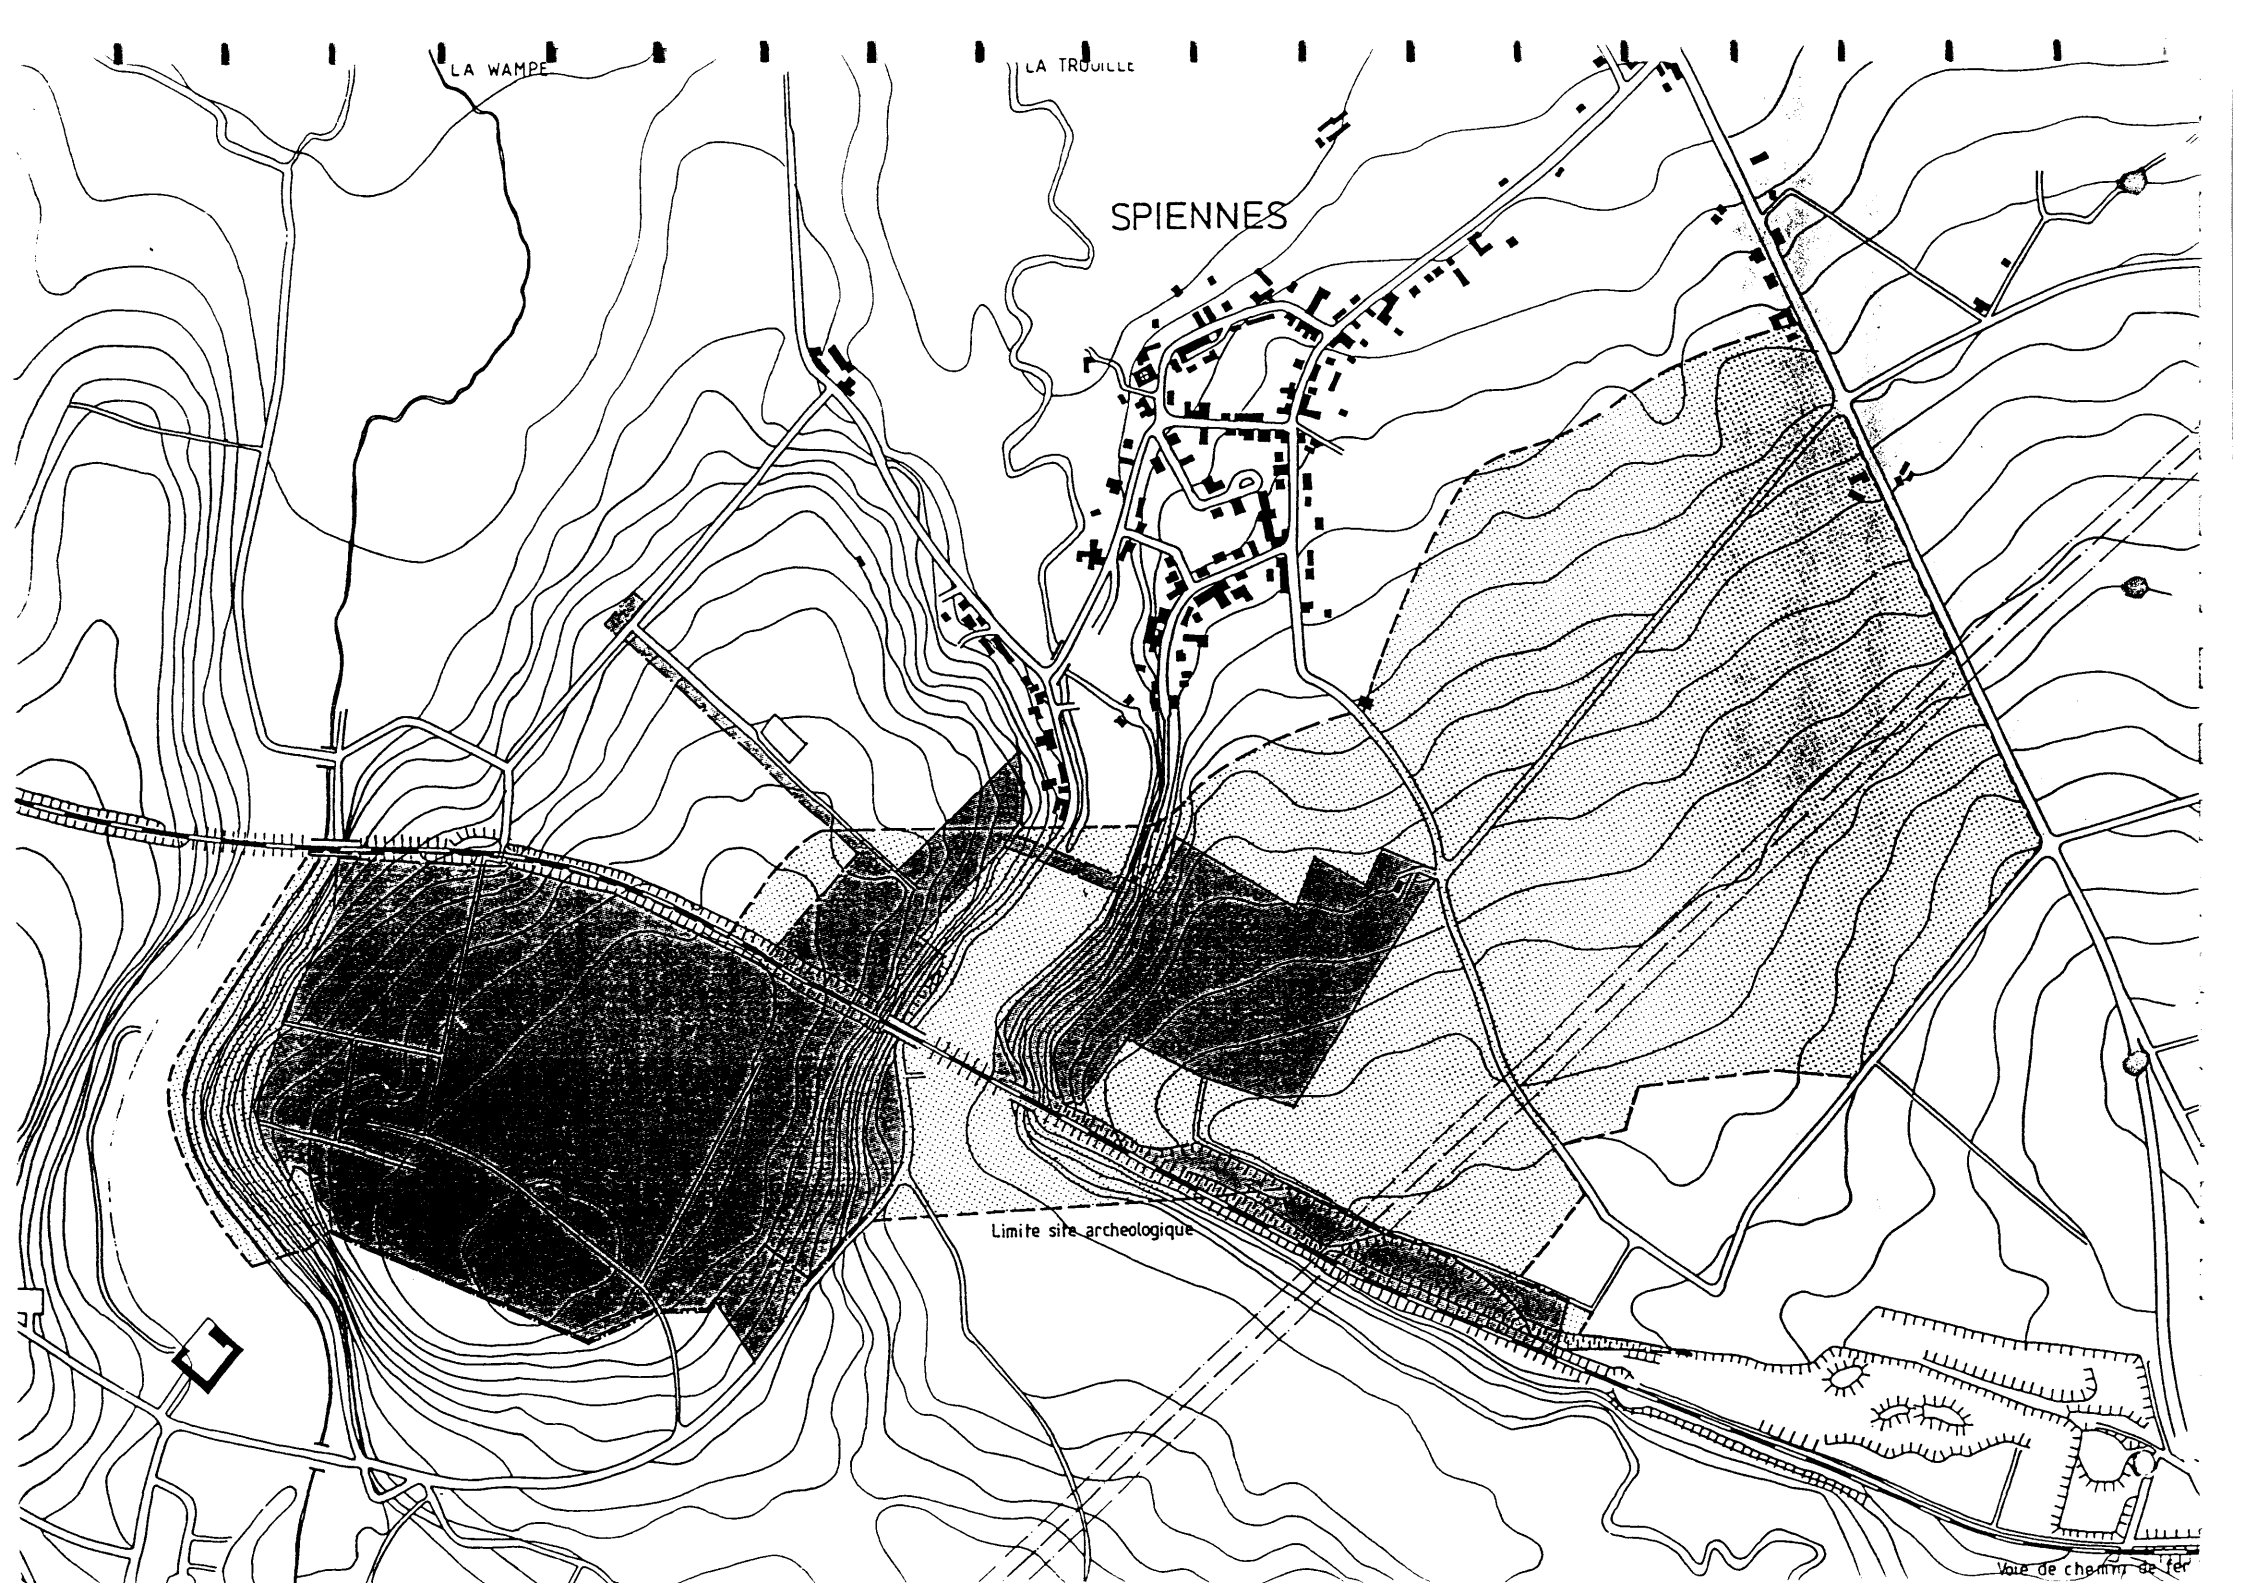 LA WAMPE
LA TROUILLE
SPIENNES
Limite site archeologique
Voie de chemin de fer